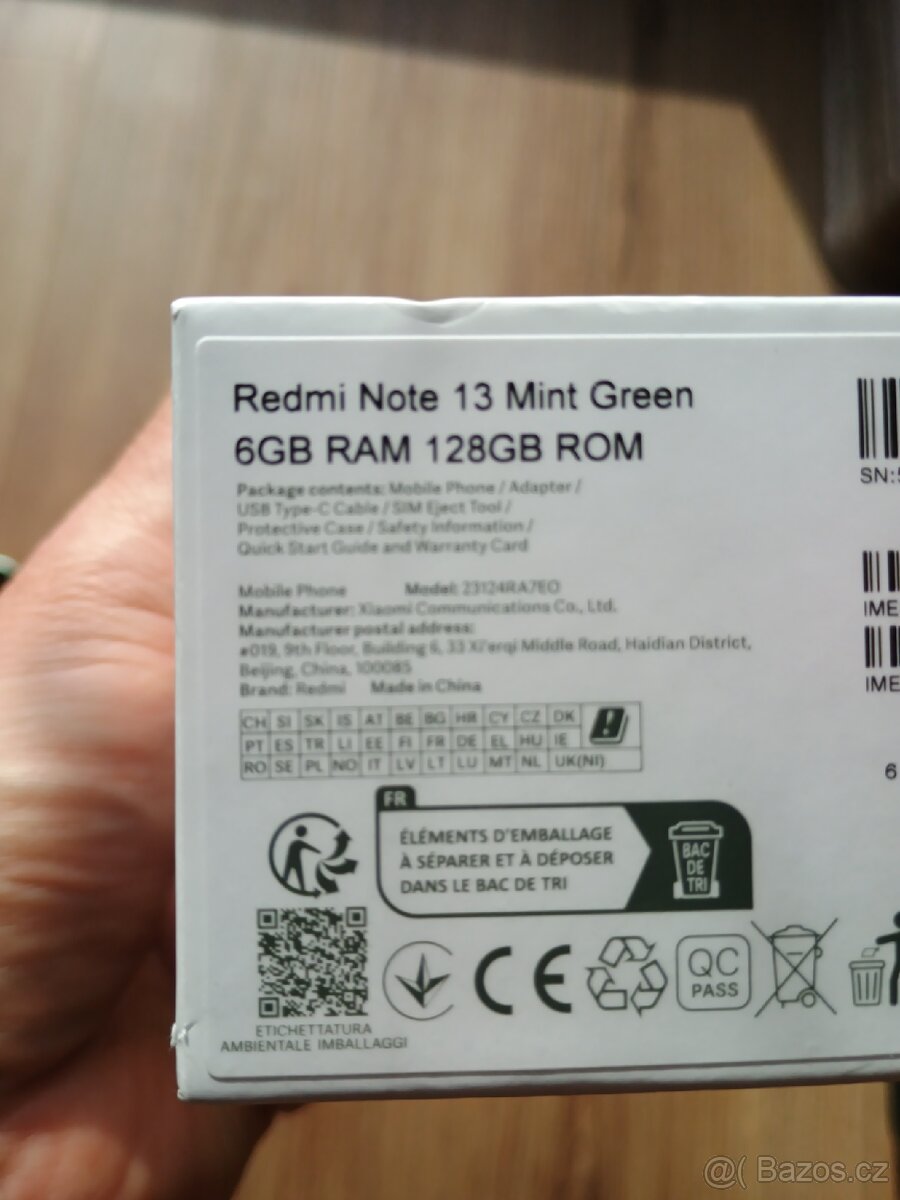 Redmi Note 13 Mint Green
6GB RAM 128GB ROM
Package contents: Mobile Phone / Adapter /
USB Type-C Cable / SIM Eject Tool /
Protective Case / Safety Information /
Quick Start Guide and Warranty Card
Mobile Phone Model: 23124RA7EO
Manufacturer: Xiaomi Communications Co., Ltd.
Manufacturer postal address:
#019, 9th Floor, Building 6, 33 Xi'erqi Middle Road, Haidian District,
Beijing, China, 100085
Brand: Redmi Made in China
CH SI SK IS AT BE BG HR CY CZ DK
PT ES TR LI EE FI FR DE EL HU IE
RO SE PL NO IT LV LT LU MT NL UK(NI)
SN:5
IME
IME
6
FR
ÉLÉMENTS D'EMBALLAGE
À SÉPARER ET À DÉPOSER
DANS LE BAC DE TRI
BAC
DE
TRI
CE
QC
PASS
ETICHETTATURA
AMBIENTALE IMBALLAGGI
@( Bazos.cz